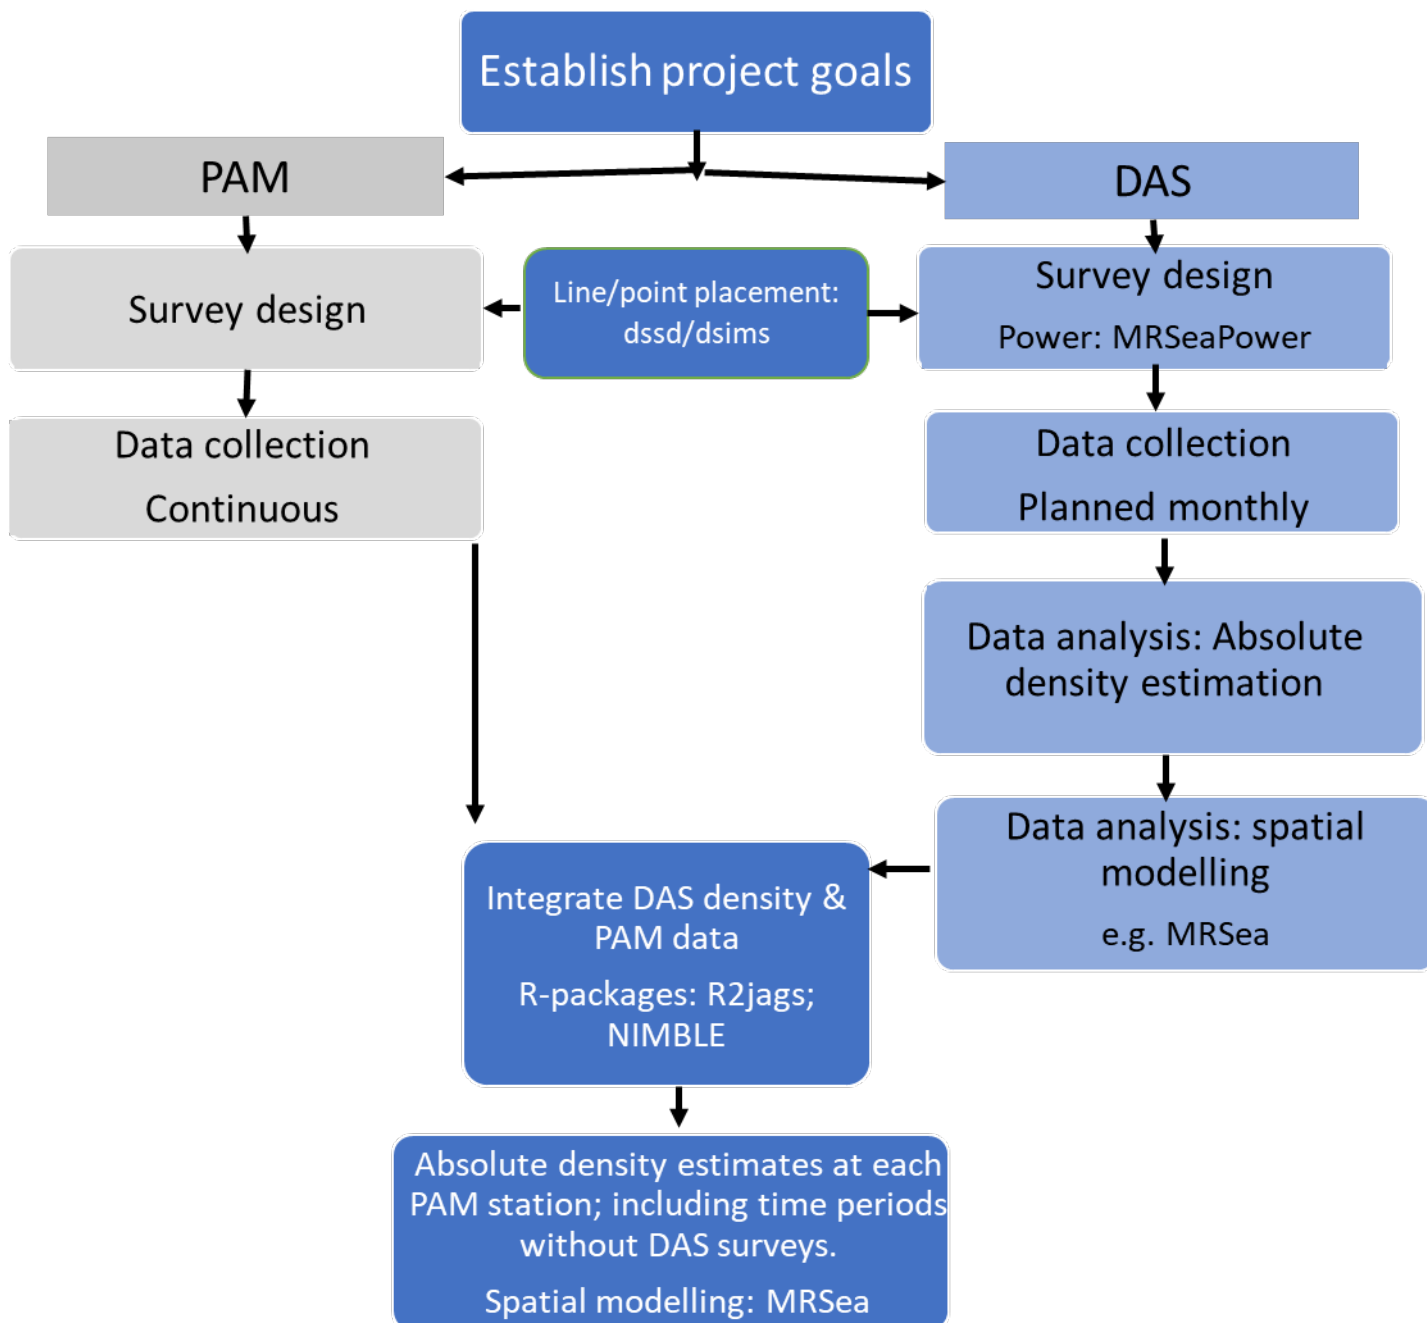 Establish project goals
PAM
DAS
Survey design
Line/point placement:
dssd/dsims
Survey design
Power: MRSeaPower
Data collection
Continuous
Data collection
Planned monthly
Data analysis: Absolute
density estimation
Data analysis: spatial
modelling
e.g. MRSea
Integrate DAS density &
PAM data
R-packages: R2jags;
NIMBLE
Absolute density estimates at each
PAM station; including time periods
without DAS surveys.
Spatial modelling: MRSea